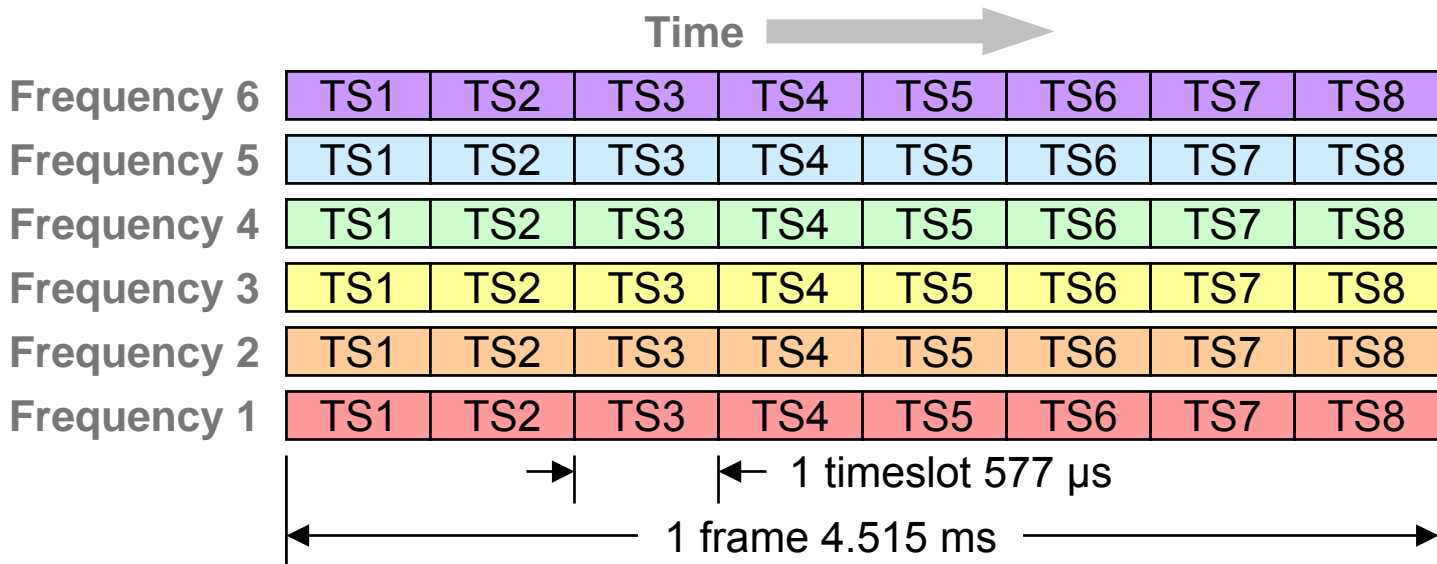 Time
Frequency 6 TS1 TS2 TS3 TS4 TS5 TS6 TS7 TS8
Frequency 5 TS1 TS2 TS3 TS4 TS5 TS6 TS7 TS8
Frequency 4 TS1 TS2 TS3 TS4 TS5 TS6 TS7 TS8
Frequency 3 TS1 TS2 TS3 TS4 TS5 TS6 TS7 TS8
Frequency 2 TS1 TS2 TS3 TS4 TS5 TS6 TS7 TS8
Frequency 1 TS1 TS2 TS3 TS4 TS5 TS6 TS7 TS8
1 timeslot 577 μs
1 frame 4.515 ms